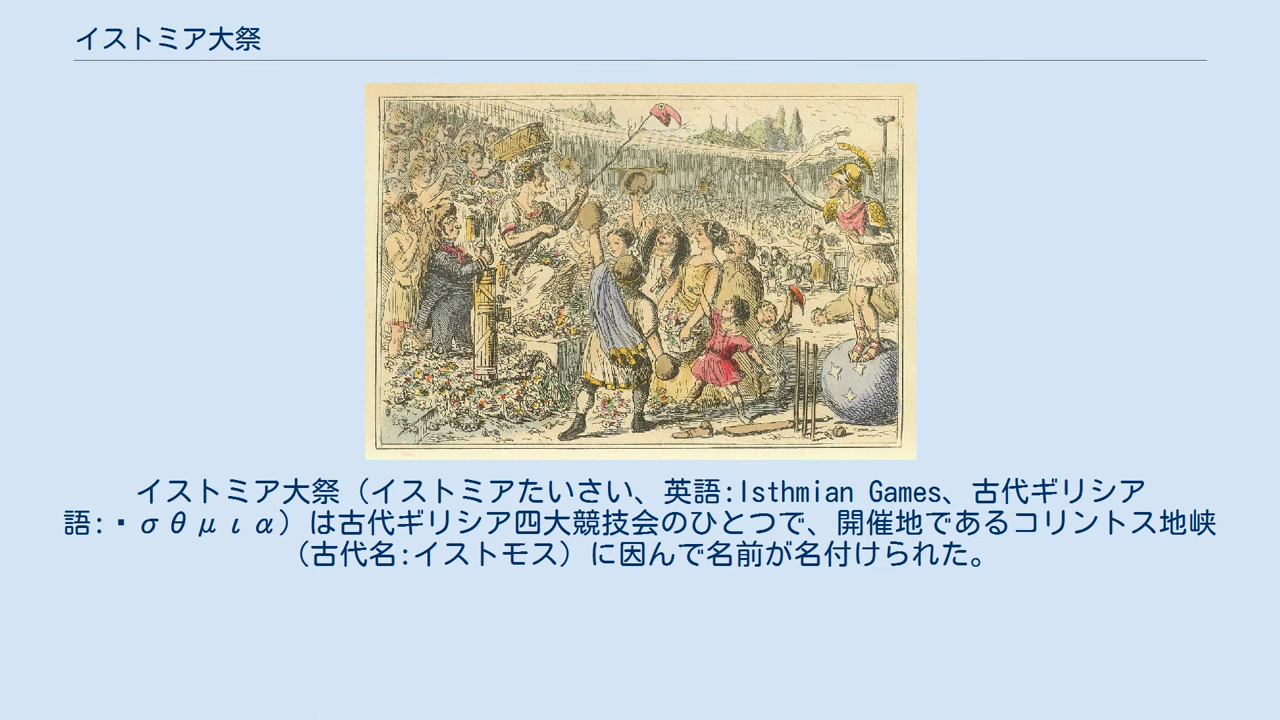 イストミア大祭
イストミア大祭（イストミアたいさい、英語:Isthmian Games、古代ギリシア
語:･σθμια）は古代ギリシア四大競技会のひとつで、開催地であるコリントス地峡
（古代名:イストモス）に因んで名前が名付けられた。